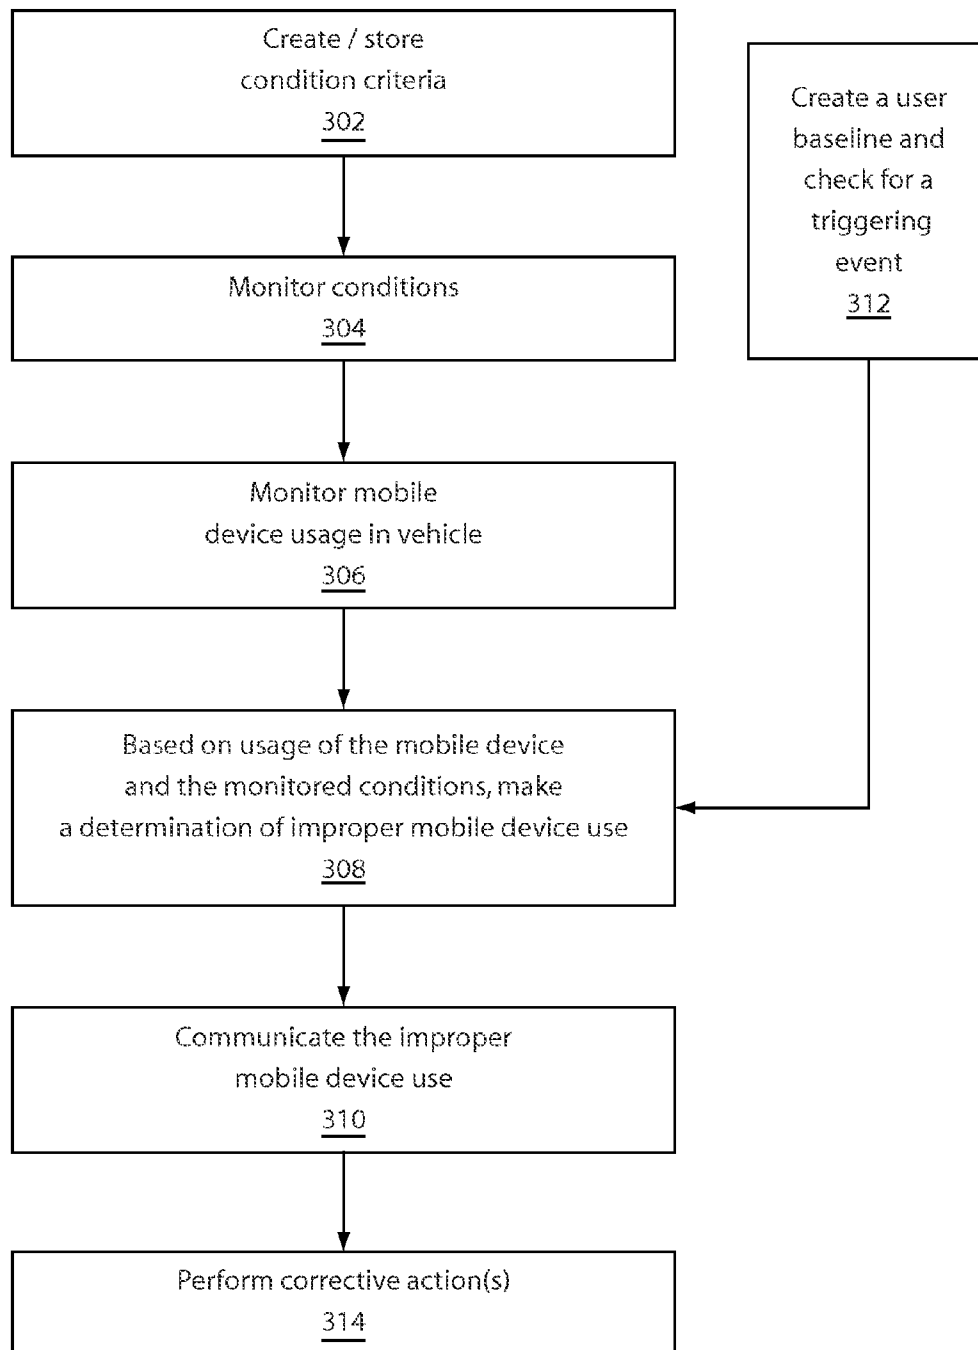 Create / store
condition criteria
302
Create a user
baseline and
check for a
triggering
event
312
Monitor conditions
304
Monitor mobile
device usage in vehicle
306
Based on usage of the mobile device
and the monitored conditions, make
a determination of improper mobile device use
308
Communicate the improper
mobile device use
310
Perform corrective action(s)
314